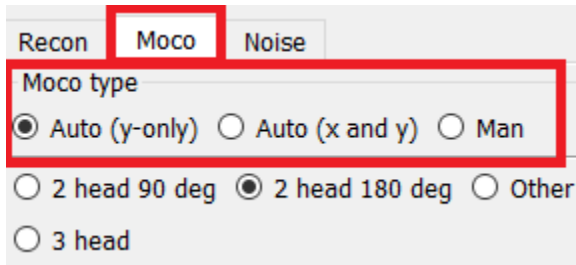 Recon Moco Noise
Moco type
Auto (y-only) Auto (x and y) Man
2 head 90 deg 2 head 180 deg Other
3 head